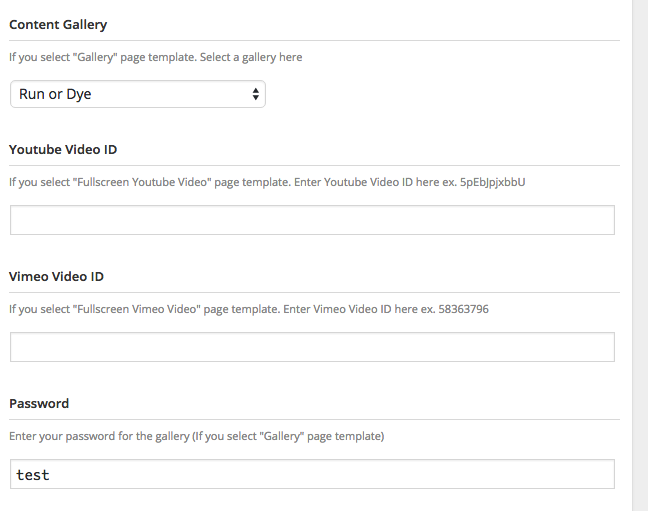 Content Gallery
If you select "Gallery" page template. Select a gallery here
Run or Dye
Youtube Video ID
If you select "Fullscreen Youtube Video" page template. Enter Youtube Video ID here ex. 5pEbJpjxbbU
Vimeo Video ID
If you select "Fullscreen Vimeo Video" page template. Enter Vimeo Video ID here ex. 58363796
Password
Enter your password for the gallery (If you select "Gallery" page template)
test